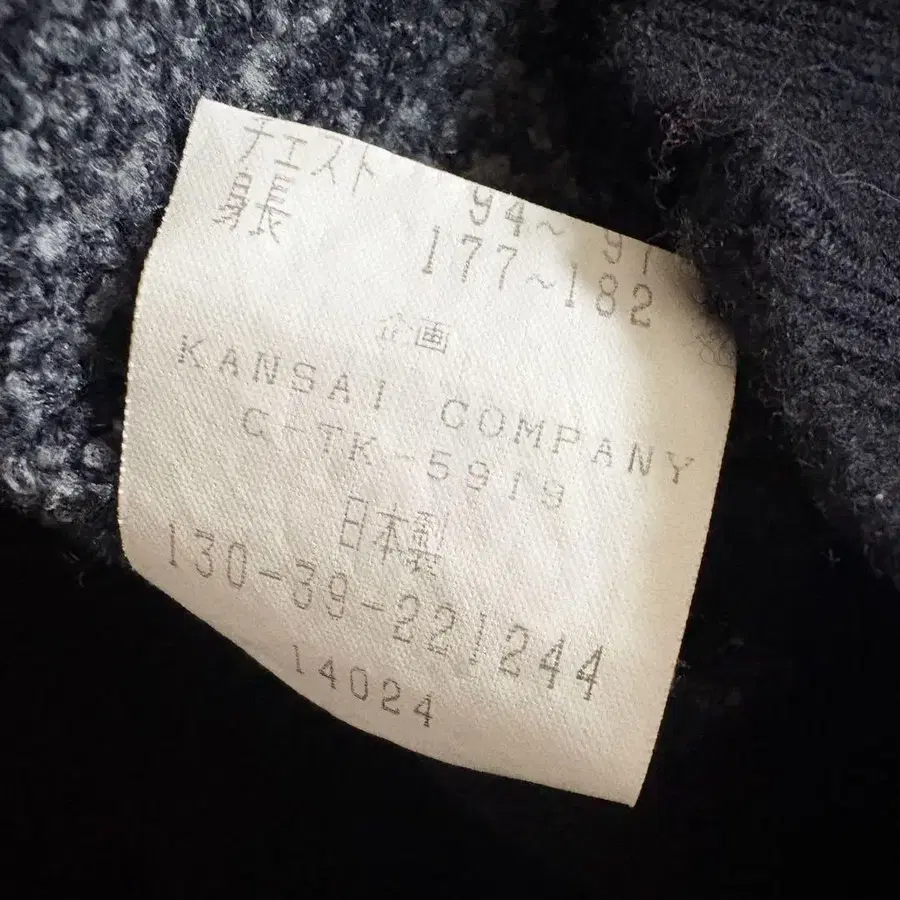 チェスト 94~97
身長 177~182
企画
KANSAI COMPANY
C-TK-5919
日本製
130-39-221244
14024